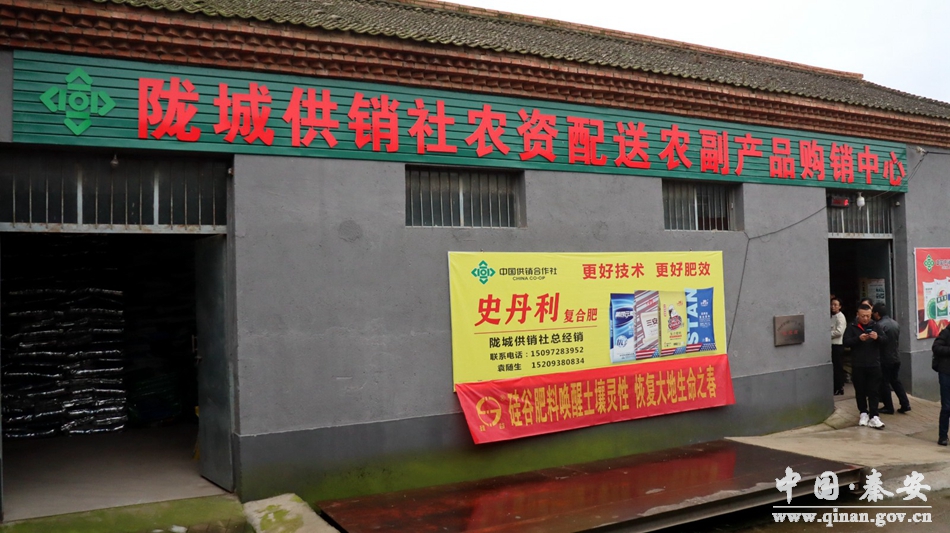 陇城供销社农资配送农副产品购销中心
中国供销合作社
CHINA CO-OP
更好技术 更好肥效
史丹利 复合肥
陇城供销社总经销
联系电话：15097283952
袁随生 15209380834
STAN
硅谷肥料唤醒土壤灵性 恢复大地生命之春
中国·秦安
www.qinan.gov.cn